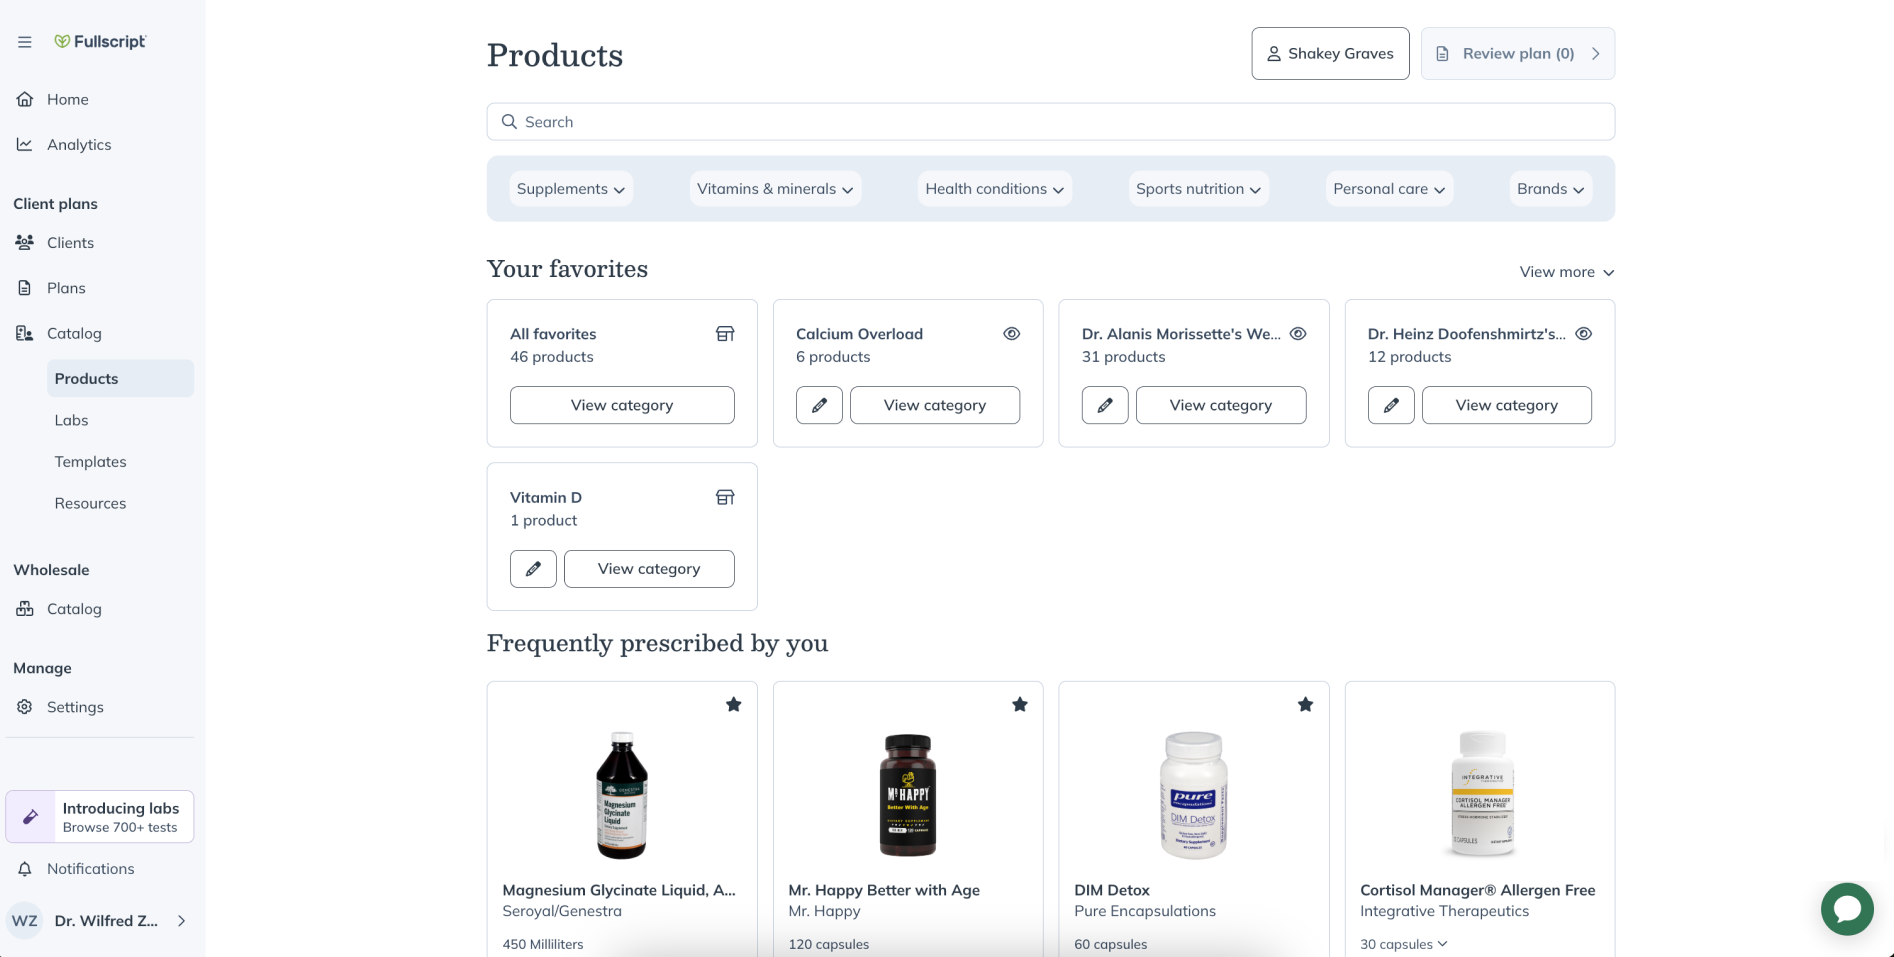 Fullscript
Home
Analytics
Client plans
Clients
Plans
Catalog
Products
Labs
Templates
Resources
Wholesale
Catalog
Manage
Settings
Introducing labs
Browse 700+ tests
Notifications
WZ Dr. Wilfred Z...
Products
Shakey Graves
Review plan (0)
Search
Supplements
Vitamins & minerals
Health conditions
Sports nutrition
Personal care
Brands
Your favorites
View more
All favorites
46 products
View category
Calcium Overload
6 products
View category
Dr. Alanis Morissette's We...
31 products
View category
Dr. Heinz Doofenshmirtz's...
12 products
View category
Vitamin D
1 product
View category
Frequently prescribed by you
Magnesium
Glycinate
Liquid
Magnesium Glycinate Liquid, A...
Seroyal/Genestra
450 Milliliters
Mr HAPPY
Better With Age
Mr. Happy Better with Age
Mr. Happy
120 capsules
pure
DIM Detox
DIM Detox
Pure Encapsulations
60 capsules
INTEGRATIVE
CORTISOL MANAGER
ALLERGEN FREE
Cortisol Manager® Allergen Free
Integrative Therapeutics
30 capsules